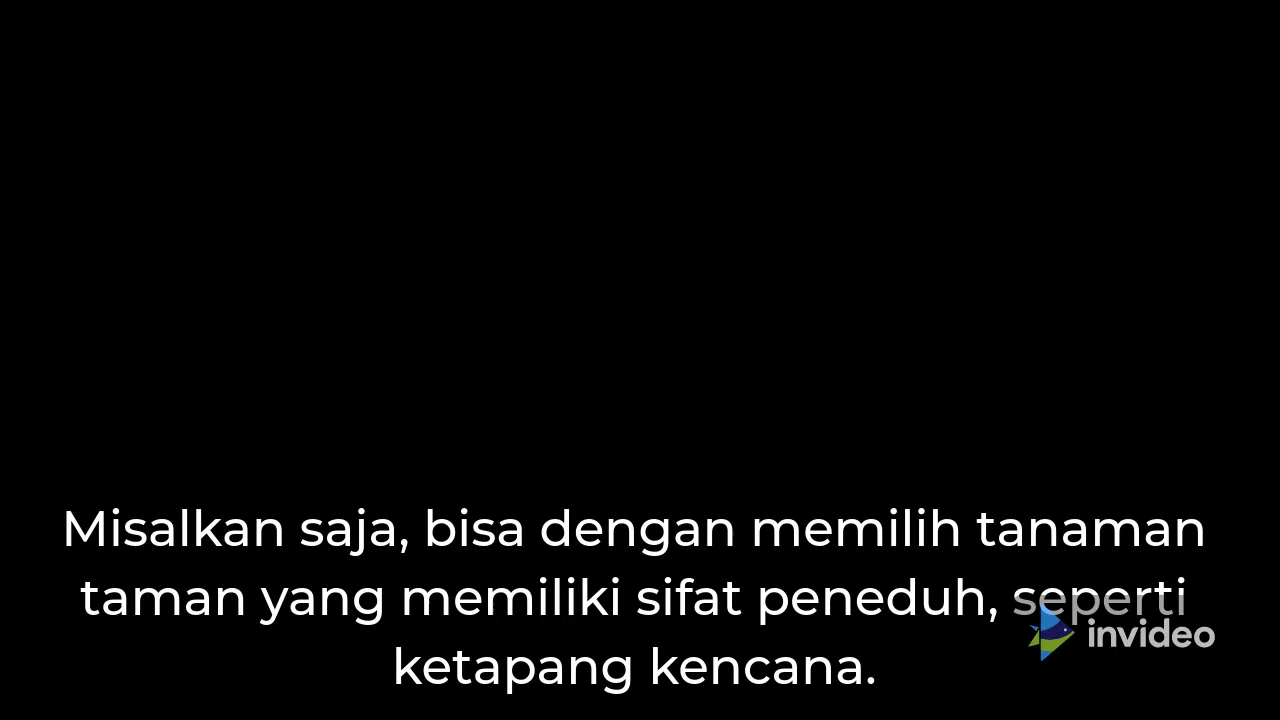 Misalkan saja, bisa dengan memilih tanaman
taman yang memiliki sifat peneduh, seperti
ketapang kencana.
invideo